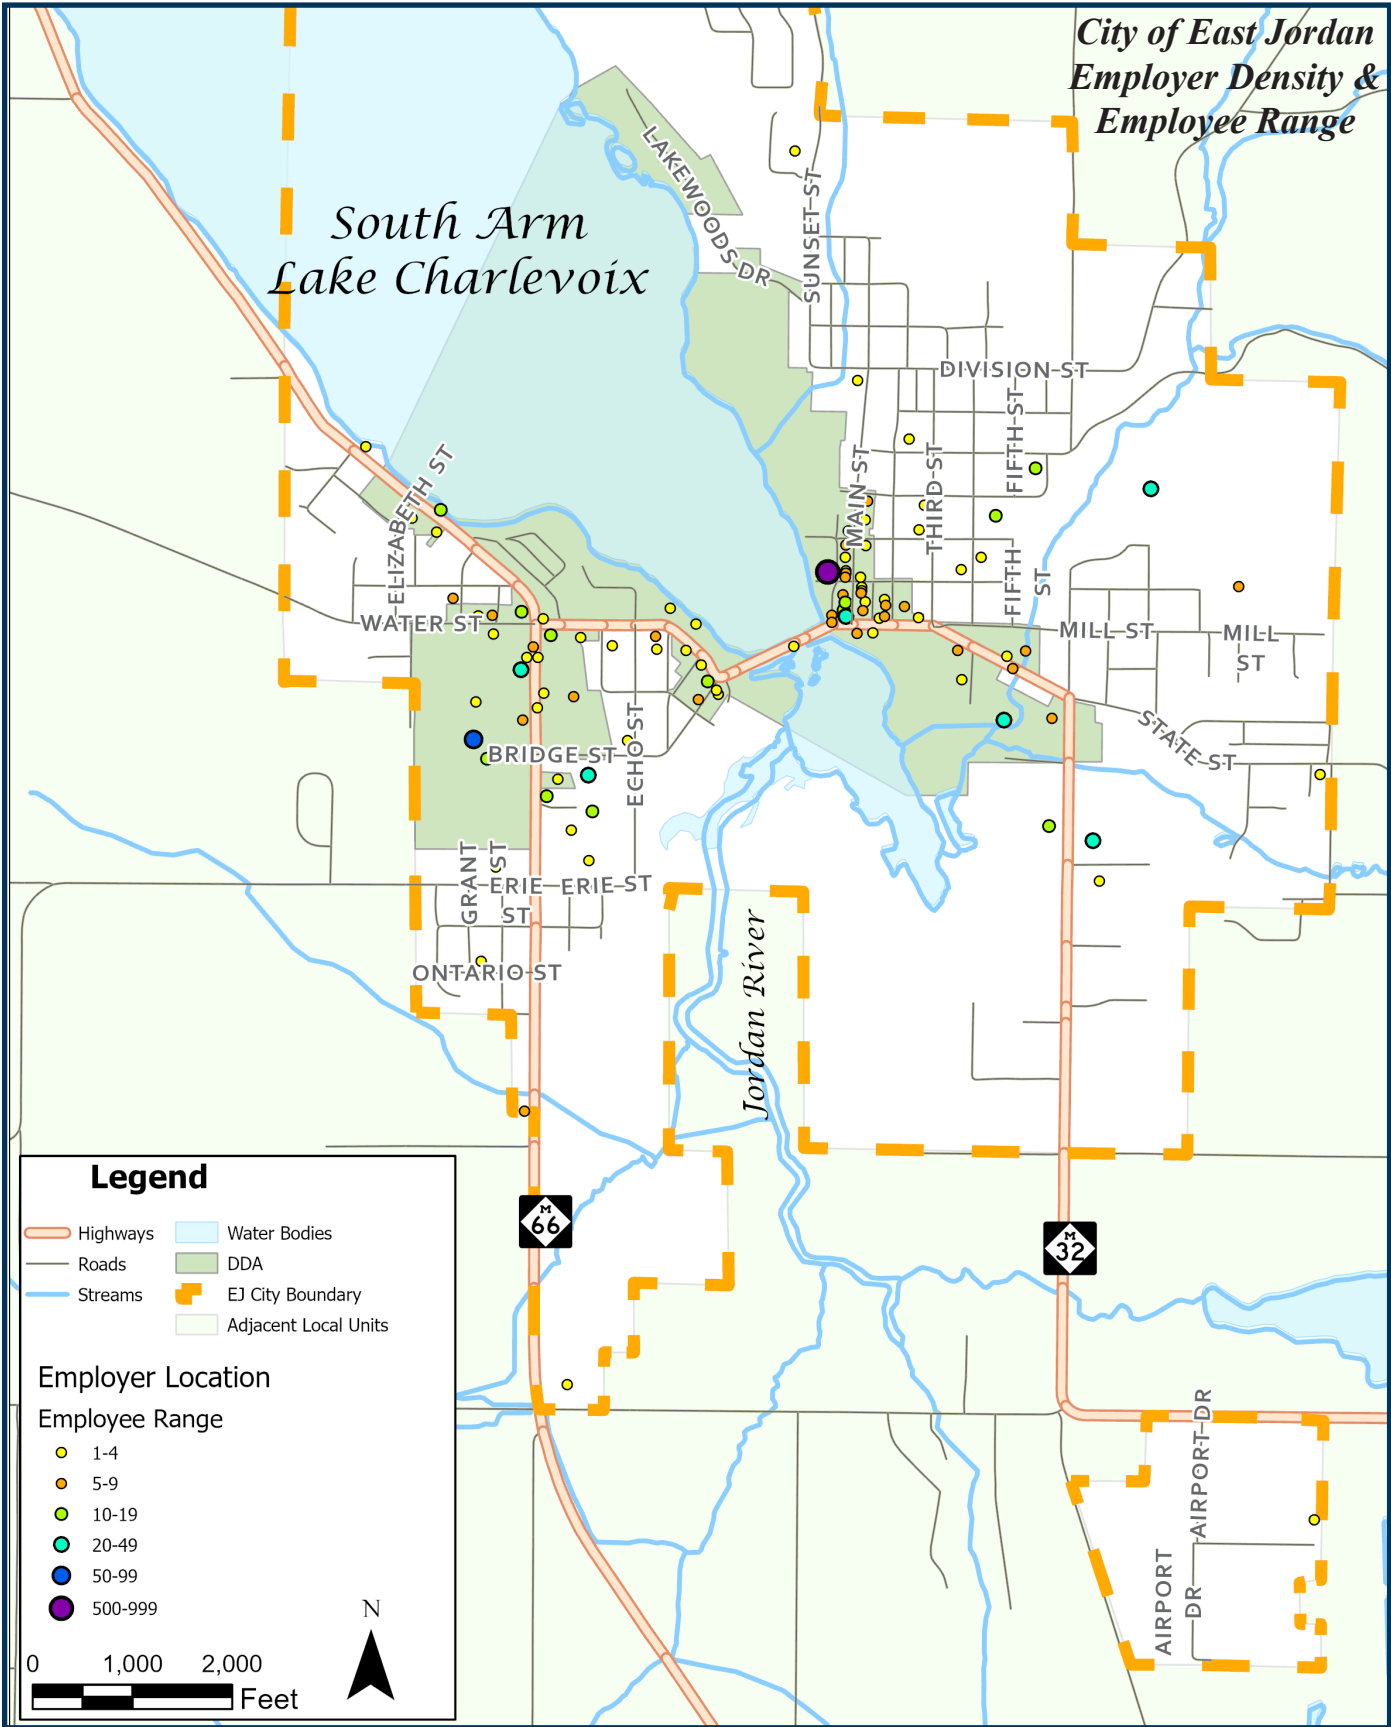 City of East Jordan
Employer Density &
Employee Range
South Arm
Lake Charlevoix
LAKEWOODS DR
SUNSET ST
DIVISION ST
FIFTH ST
MAIN ST
THIRD ST
ELIZABETH ST
FIFTH
ST
WATER ST
MILL ST
MILL
ST
ECHO ST
BRIDGE ST
STATE ST
GRANT
ST
ERIE
ST
ERIE ST
ONTARIO ST
Jordan River
M
66
M
32
AIRPORT DR
AIRPORT
DR
Legend
Highways
Roads
Streams
Water Bodies
DDA
EJ City Boundary
Adjacent Local Units
Employer Location
Employee Range
1-4
5-9
10-19
20-49
50-99
500-999
N
0 1,000 2,000
Feet